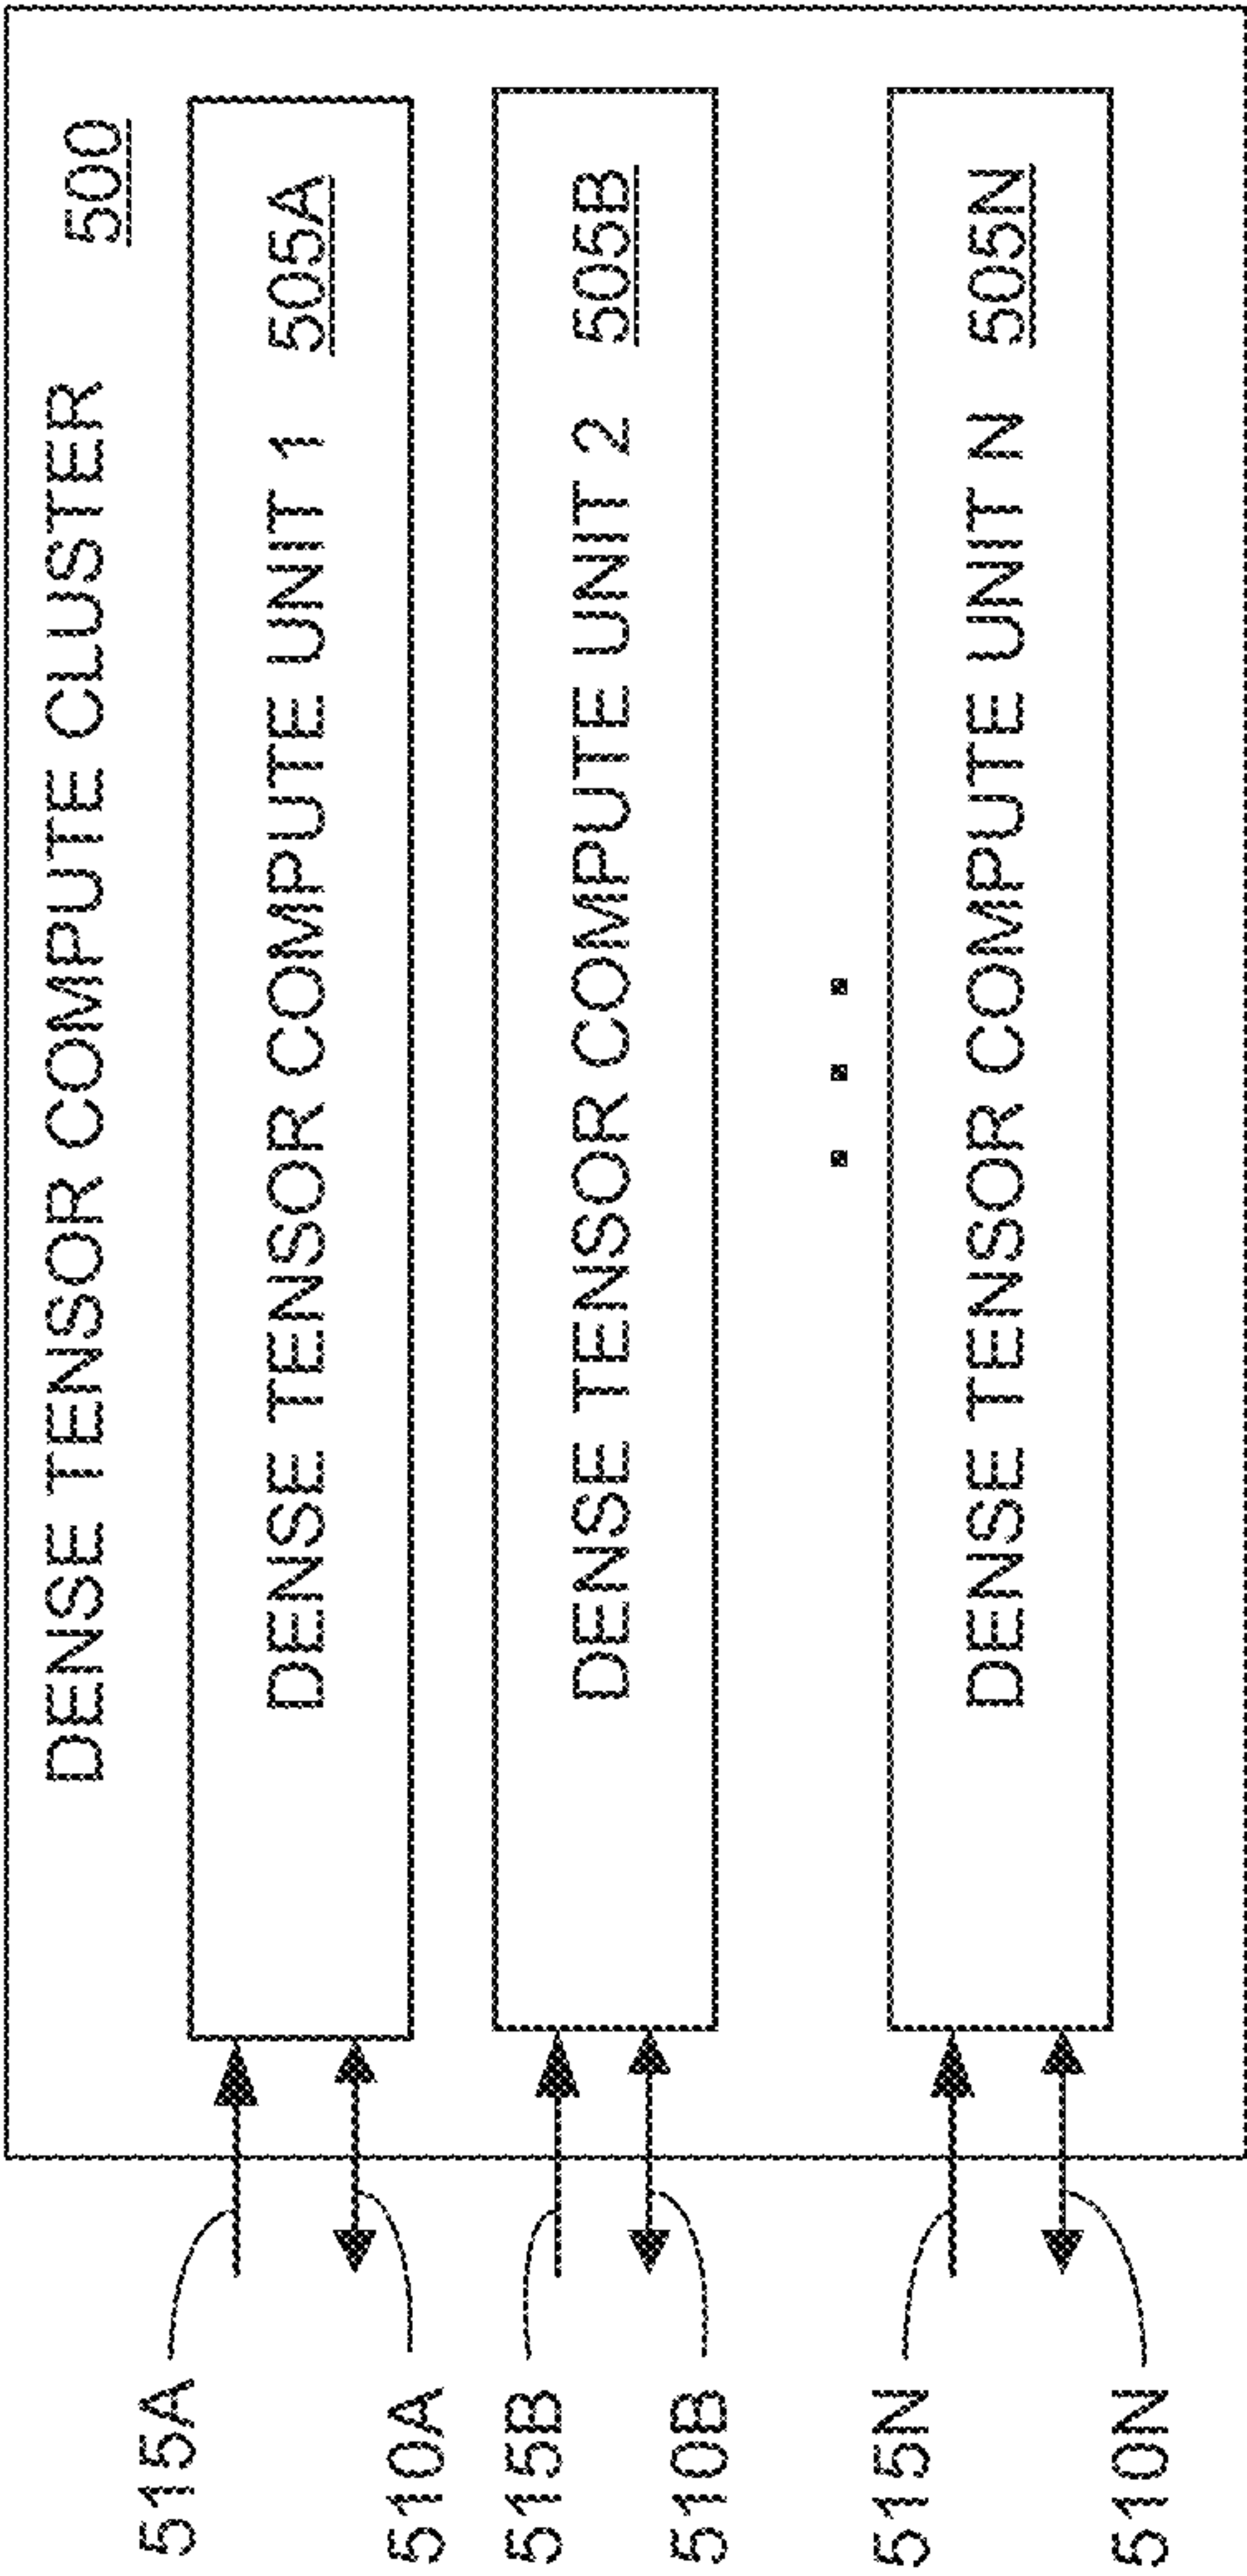 DENSE TENSOR COMPUTE CLUSTER 500
515A
DENSE TENSOR COMPUTE UNIT 1 505A
510A
515B
DENSE TENSOR COMPUTE UNIT 2 505B
510B
. . .
515N
DENSE TENSOR COMPUTE UNIT N 505N
510N